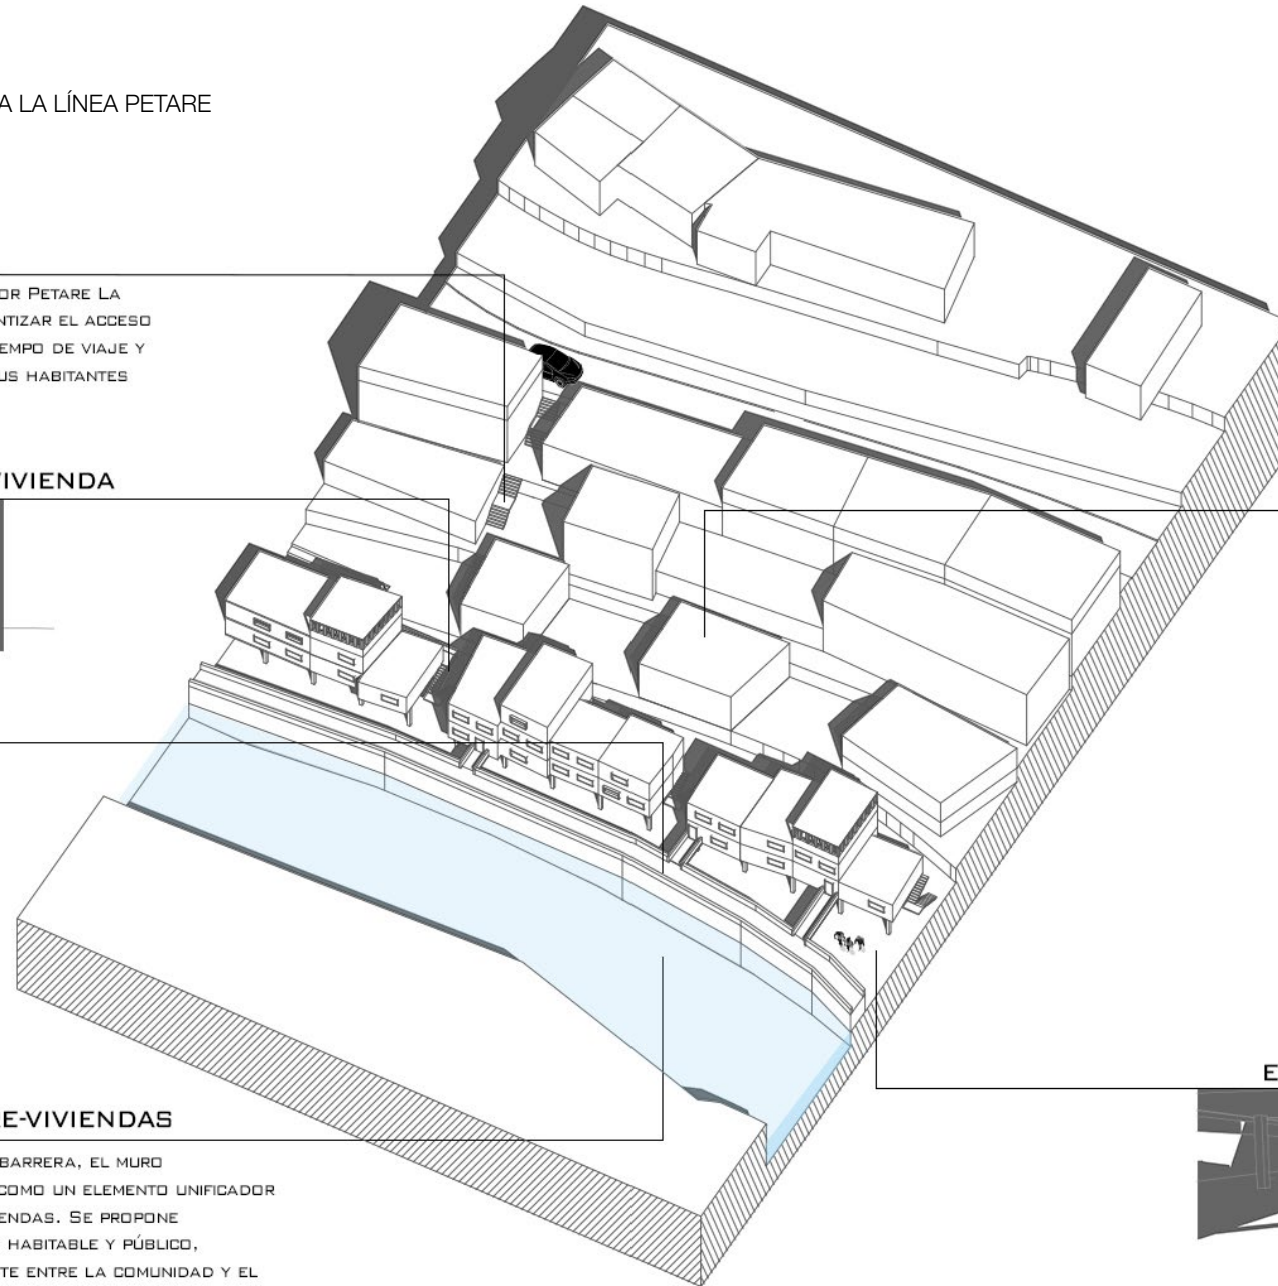 A LA LÍNEA PETARE
OR PETARE LA
NTIZAR EL ACCESO
EMPO DE VIAJE Y
US HABITANTES
VIVIENDA
E-VIVIENDAS
BARRERA, EL MURO
COMO UN ELEMENTO UNIFICADOR
ENDAS. SE PROPONE
HABITABLE Y PÚBLICO,
TE ENTRE LA COMUNIDAD Y EL
E